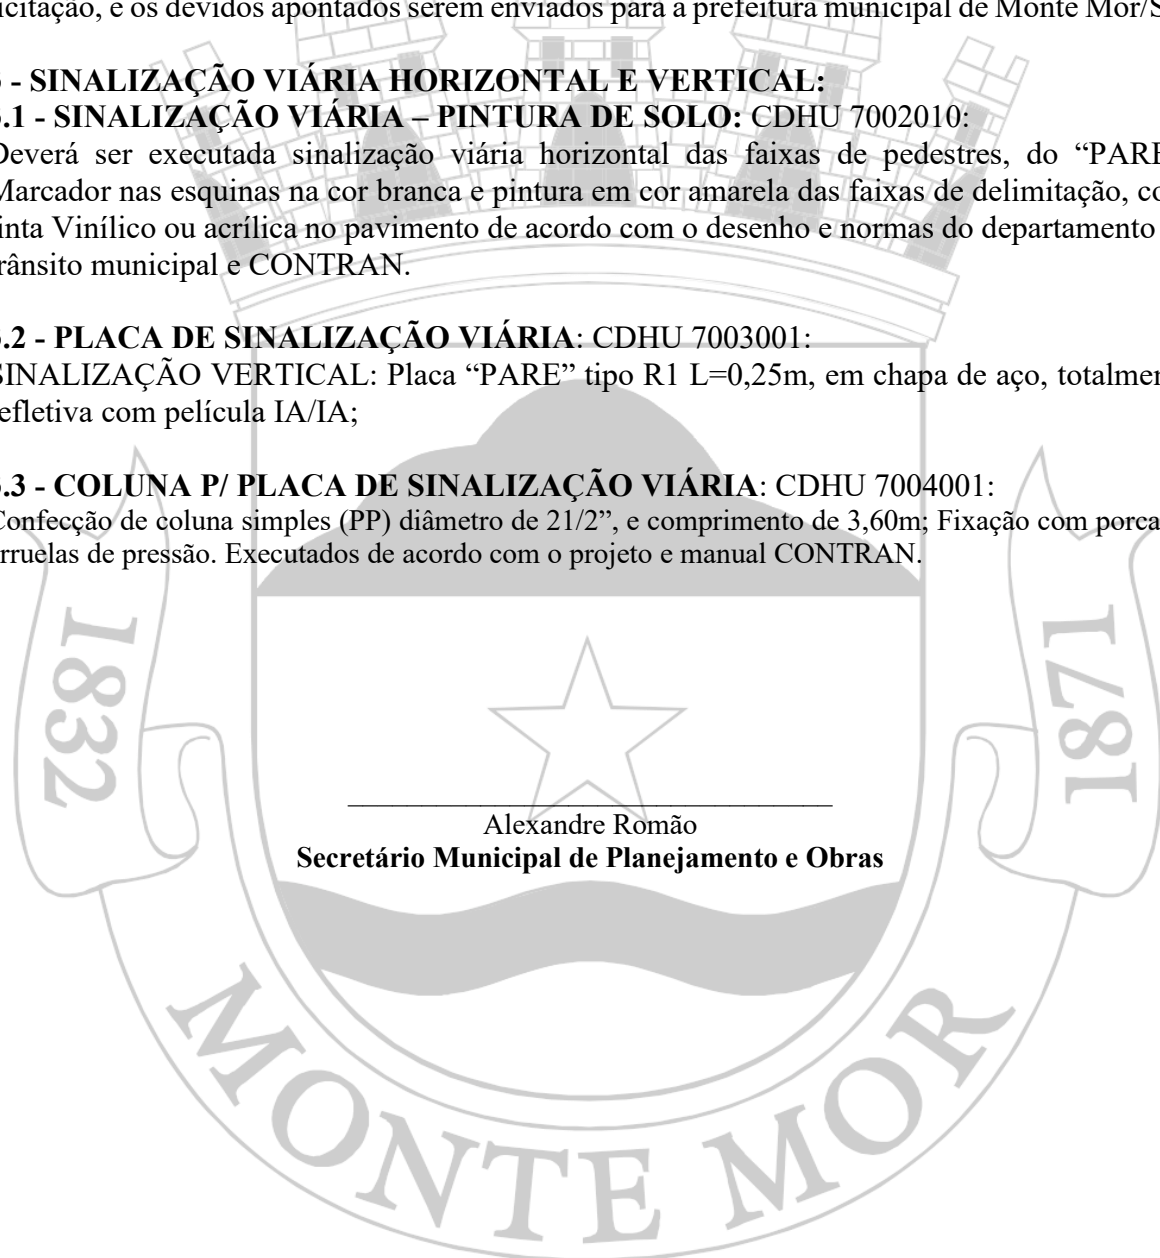 icitação, e os devidos apontados serem enviados para a prefeitura municipal de Monte Mor/S
- SINALIZAÇÃO VIÁRIA HORIZONTAL E VERTICAL:
.1 - SINALIZAÇÃO VIÁRIA – PINTURA DE SOLO: CDHU 7002010:
Deverá ser executada sinalização viária horizontal das faixas de pedestres, do “PARE
Marcador nas esquinas na cor branca e pintura em cor amarela das faixas de delimitação, co
inta Vinílico ou acrílica no pavimento de acordo com o desenho e normas do departamento
rânsito municipal e CONTRAN.
.2 - PLACA DE SINALIZAÇÃO VIÁRIA: CDHU 7003001:
SINALIZAÇÃO VERTICAL: Placa “PARE” tipo R1 L=0,25m, em chapa de aço, totalmen
efletiva com película IA/IA;
.3 - COLUNA P/ PLACA DE SINALIZAÇÃO VIÁRIA: CDHU 7004001:
Confecção de coluna simples (PP) diâmetro de 21/2”, e comprimento de 3,60m; Fixação com porca
rruelas de pressão. Executados de acordo com o projeto e manual CONTRAN.
1832
1871
Alexandre Romão
Secretário Municipal de Planejamento e Obras
MONTE MOR